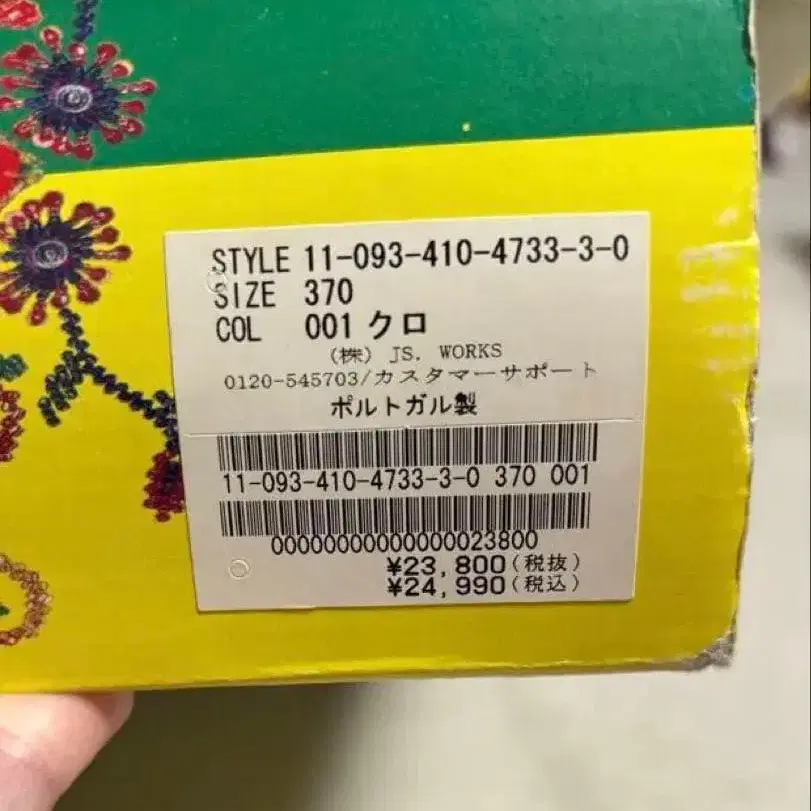 STYLE 11-093-410-4733-3-0
SIZE 370
COL 001 クロ
(株) JS. WORKS
0120-545703/カスタマーサポート
ポルトガル製
11-093-410-4733-3-0 370 001
00000000000000023800
¥23,800(税抜)
¥24,990(税込)